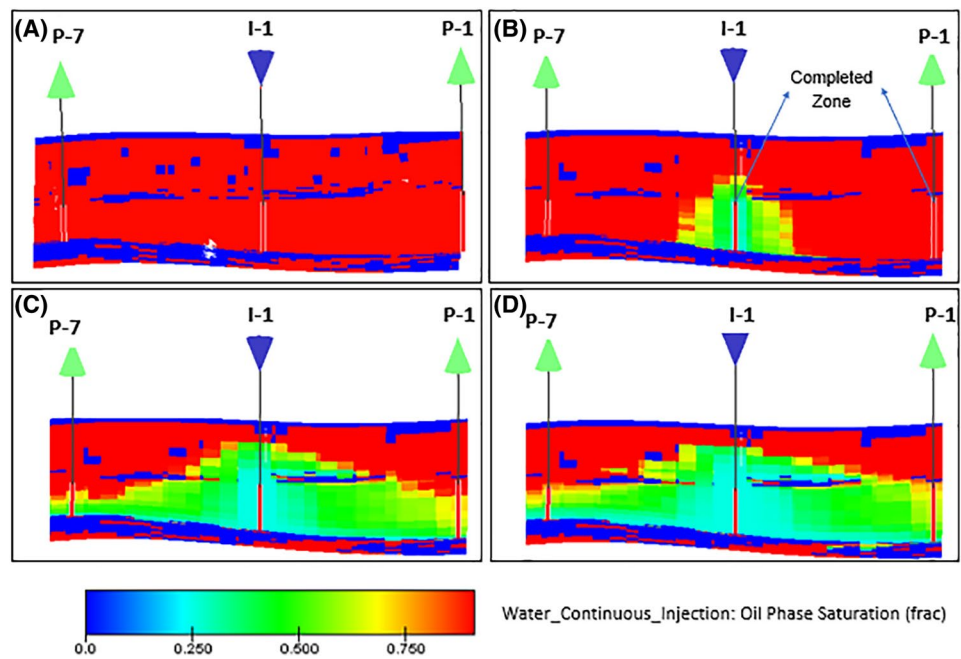 (A)
P-7
I-1
P-1
(B)
P-7
I-1
P-1
Completed
Zone
(C)
P-7
I-1
P-1
(D)
P-7
I-1
P-1
0.0
0.250
0.500
0.750
Water_Continuous_Injection: Oil Phase Saturation (frac)